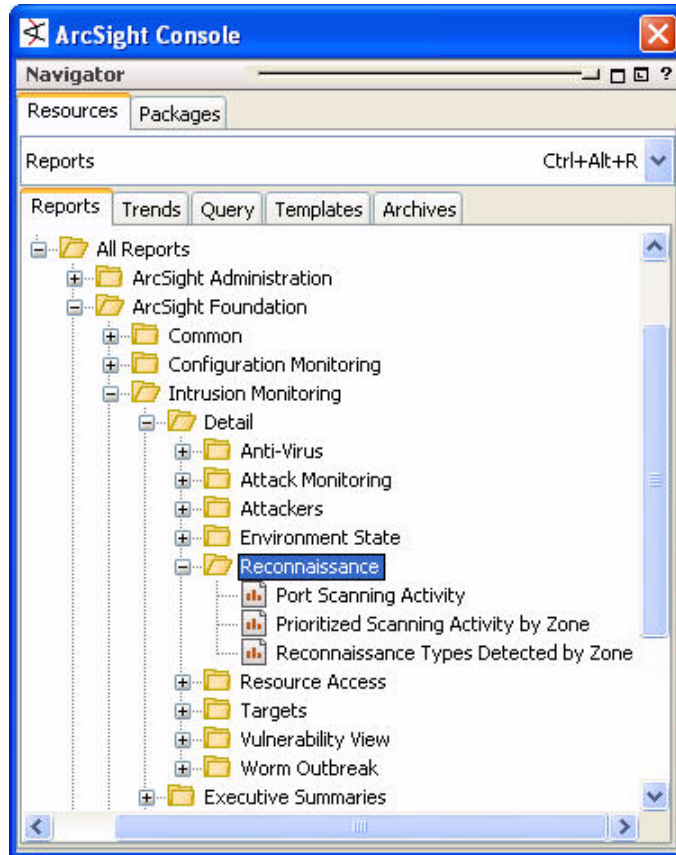 ArcSight Console
Navigator ?
Resources Packages
Reports Ctrl+Alt+R
Reports Trends Query Templates Archives
All Reports
ArcSight Administration
ArcSight Foundation
Common
Configuration Monitoring
Intrusion Monitoring
Detail
Anti-Virus
Attack Monitoring
Attackers
Environment State
Reconnaissance
Port Scanning Activity
Prioritized Scanning Activity by Zone
Reconnaissance Types Detected by Zone
Resource Access
Targets
Vulnerability View
Worm Outbreak
Executive Summaries